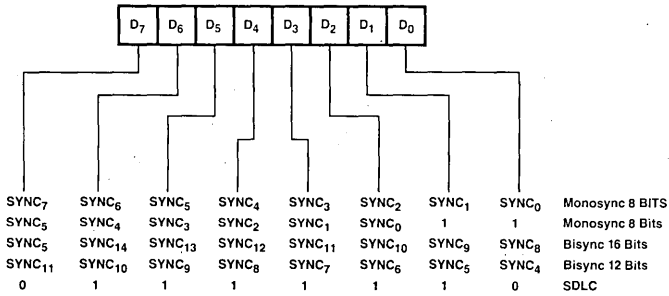 D7 D6 D5 D4 D3 D2 D1 D0
SYNC7 SYNC6 SYNC5 SYNC4 SYNC3 SYNC2 SYNC1 SYNC0 Monosync 8 BITS
SYNC5 SYNC4 SYNC3 SYNC2 SYNC1 SYNC0 1 1 Monosync 8 Bits
SYNC5 SYNC14 SYNC13 SYNC12 SYNC11 SYNC10 SYNC9 SYNC8 Bisync 16 Bits
SYNC11 SYNC10 SYNC9 SYNC8 SYNC7 SYNC6 SYNC5 SYNC4 Bisync 12 Bits
0 1 1 1 1 1 1 0 SDLC